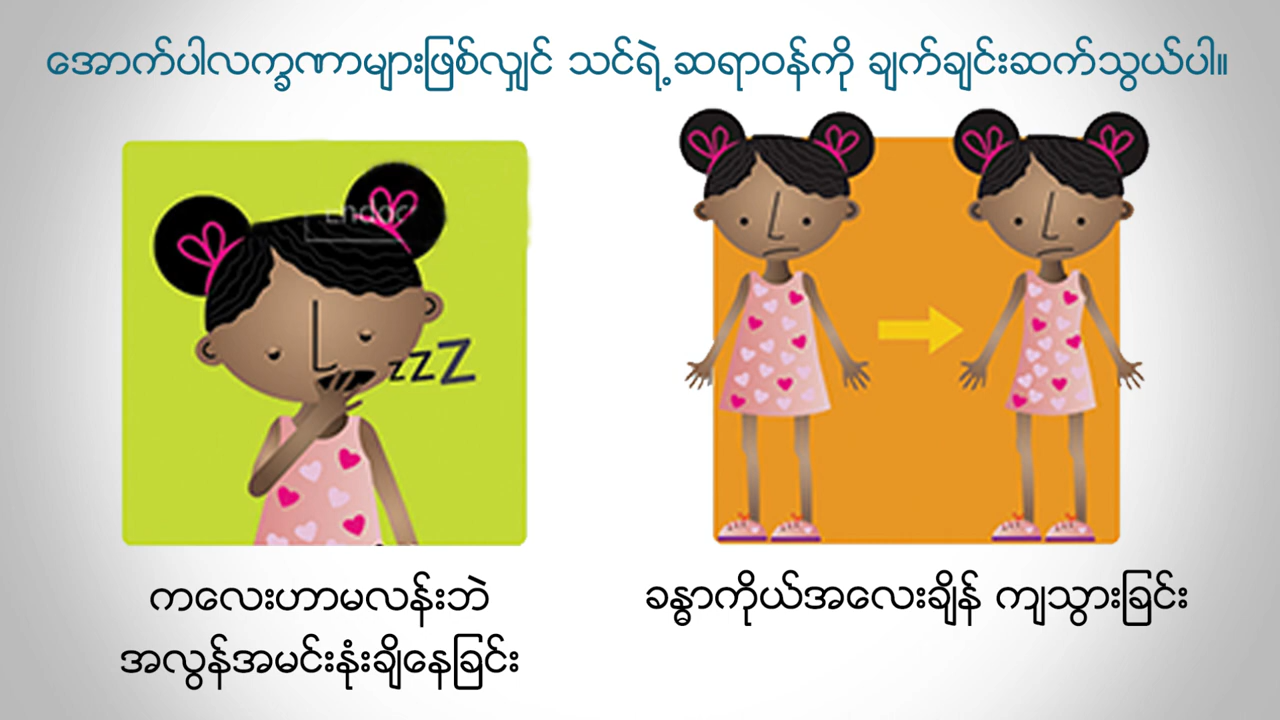 အောက်ပါလက္ခဏာများဖြစ်လျှင် သင်ရဲ့ဆရာဝန်ကို ချက်ချင်းဆက်သွယ်ပါ။
zzZ
ကလေးဟာမလန်းဘဲ
အလွန်အမင်းနုံးချိနေခြင်း
ခန္ဓာကိုယ်အလေးချိန် ကျသွားခြင်း